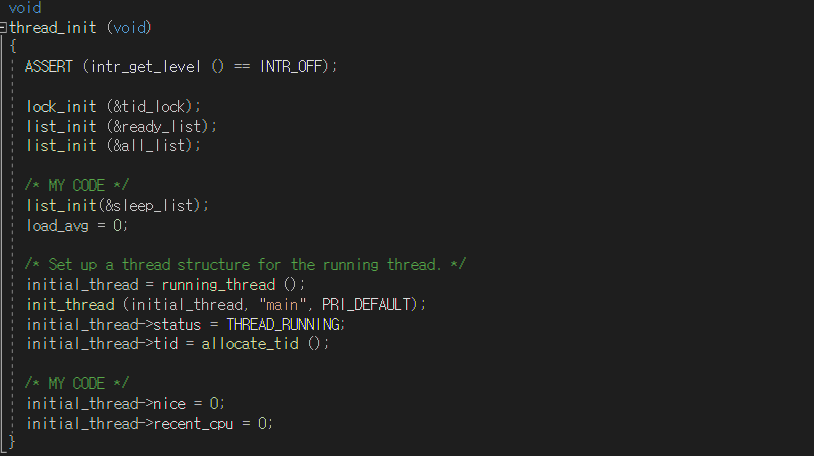 void
thread_init (void)
{
ASSERT (intr_get_level () == INTR_OFF);
lock_init (&tid_lock);
list_init (&ready_list);
list_init (&all_list);
/* MY CODE */
list_init(&sleep_list);
load_avg = 0;
/* Set up a thread structure for the running thread. */
initial_thread = running_thread ();
init_thread (initial_thread, "main", PRI_DEFAULT);
initial_thread->status = THREAD_RUNNING;
initial_thread->tid = allocate_tid ();
/* MY CODE */
initial_thread->nice = 0;
initial_thread->recent_cpu = 0;
}